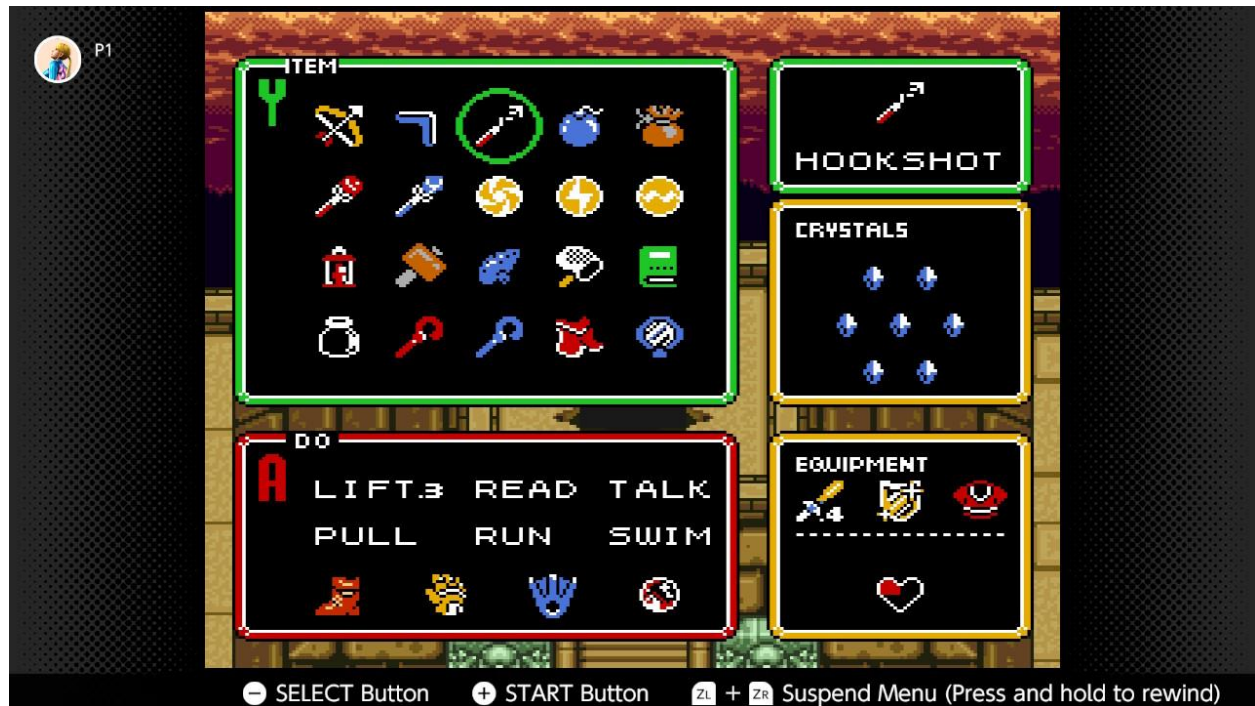 P1
ITEM
Y
HOOKSHOT
CRYSTALS
DO
A
LIFT.3 READ TALK
PULL RUN SWIM
EQUIPMENT
.4
- SELECT Button + START Button ZL + ZR Suspend Menu (Press and hold to rewind)